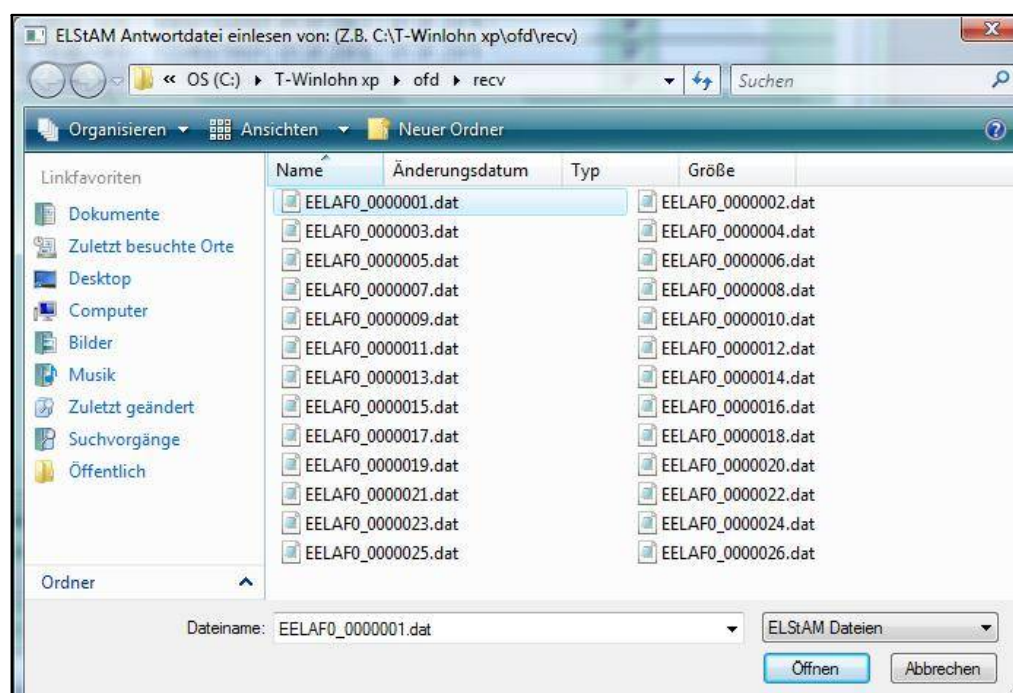 ELStAM Antwortdatei einlesen von: (Z.B. C:\T-Winlohn xp\ofd\recv)
« OS (C:) T-Winlohn xp ofd recv Suchen
Organisieren Ansichten Neuer Ordner
Linkfavoriten
Dokumente
Zuletzt besuchte Orte
Desktop
Computer
Bilder
Musik
Zuletzt geändert
Suchvorgänge
Öffentlich
Ordner
Name Änderungsdatum Typ Größe
EELAF0_0000001.dat EELAF0_0000002.dat
EELAF0_0000003.dat EELAF0_0000004.dat
EELAF0_0000005.dat EELAF0_0000006.dat
EELAF0_0000007.dat EELAF0_0000008.dat
EELAF0_0000009.dat EELAF0_0000010.dat
EELAF0_0000011.dat EELAF0_0000012.dat
EELAF0_0000013.dat EELAF0_0000014.dat
EELAF0_0000015.dat EELAF0_0000016.dat
EELAF0_0000017.dat EELAF0_0000018.dat
EELAF0_0000019.dat EELAF0_0000020.dat
EELAF0_0000021.dat EELAF0_0000022.dat
EELAF0_0000023.dat EELAF0_0000024.dat
EELAF0_0000025.dat EELAF0_0000026.dat
Dateiname: EELAF0_0000001.dat ELStAM Dateien
Öffnen Abbrechen